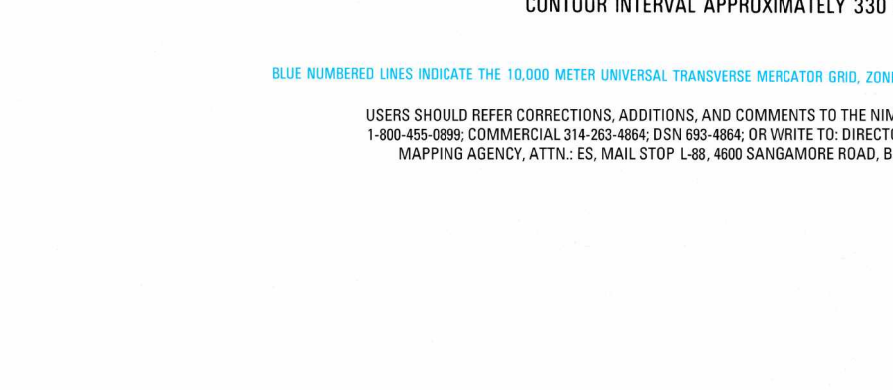 CONTOUR INTERVAL APPROXIMATELY 330
BLUE NUMBERED LINES INDICATE THE 10,000 METER UNIVERSAL TRANSVERSE MERCATOR GRID, ZON
USERS SHOULD REFER CORRECTIONS, ADDITIONS, AND COMMENTS TO THE NIM
1-800-455-0899; COMMERCIAL 314-263-4864; DSN 693-4864; OR WRITE TO: DIRECTO
MAPPING AGENCY, ATTN.: ES, MAIL STOP L-88, 4600 SANGAMORE ROAD, B